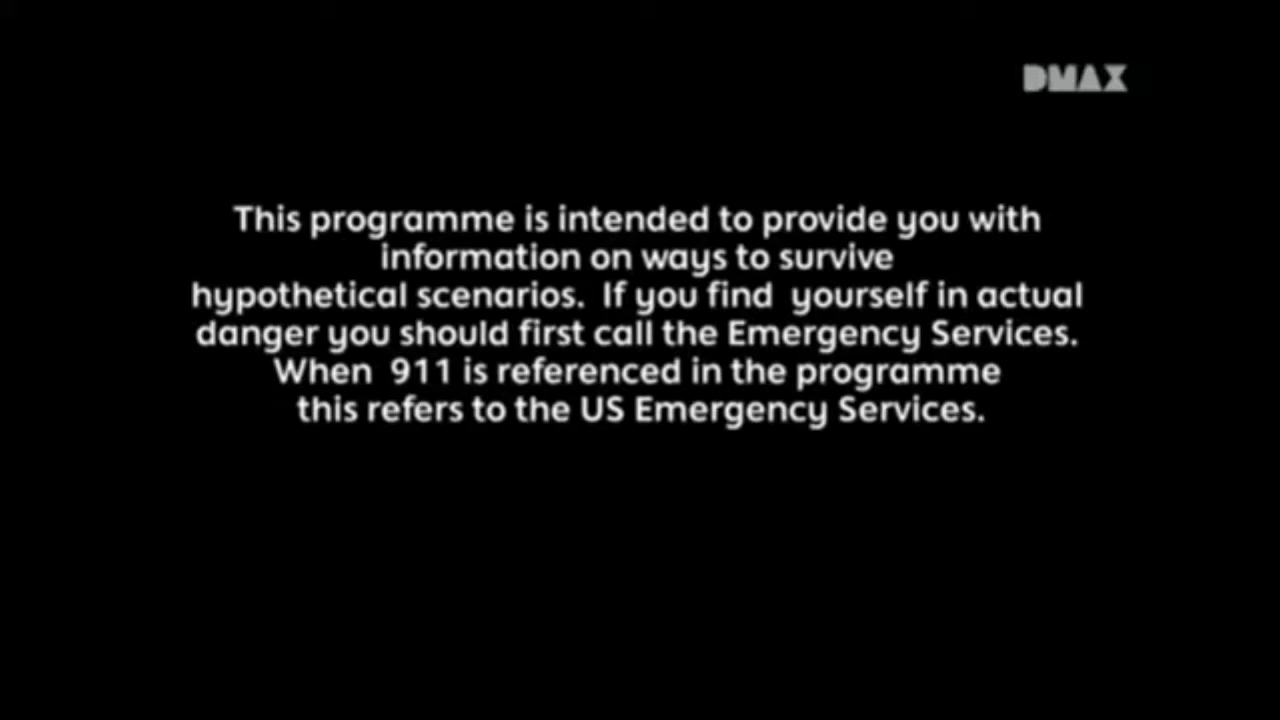 DMAX
This programme is intended to provide you with
information on ways to survive
hypothetical scenarios.  If you find  yourself in actual
danger you should first call the Emergency Services.
When  911 is referenced in the programme
this refers to the US Emergency Services.